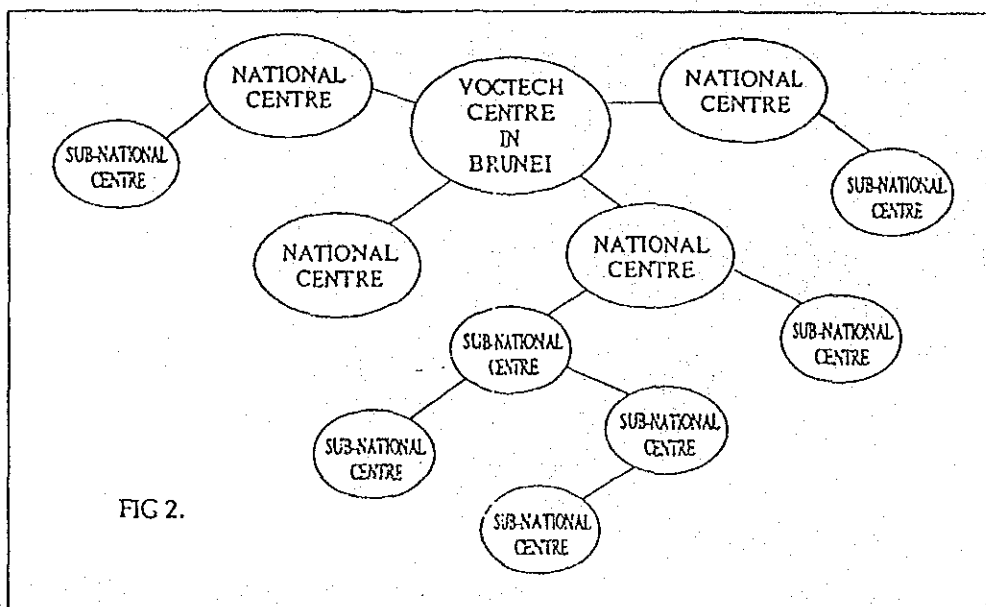 NATIONAL
CENTRE
VOCTECH
CENTRE
IN
BRUNEI
NATIONAL
CENTRE
SUB-NATIONAL
CENTRE
SUB-NATIONAL
CENTRE
NATIONAL
CENTRE
NATIONAL
CENTRE
SUB-NATIONAL
CENTRE
SUB-NATIONAL
CENTRE
SUB-NATIONAL
CENTRE
SUB-NATIONAL
CENTRE
SUB-NATIONAL
CENTRE
FIG 2.